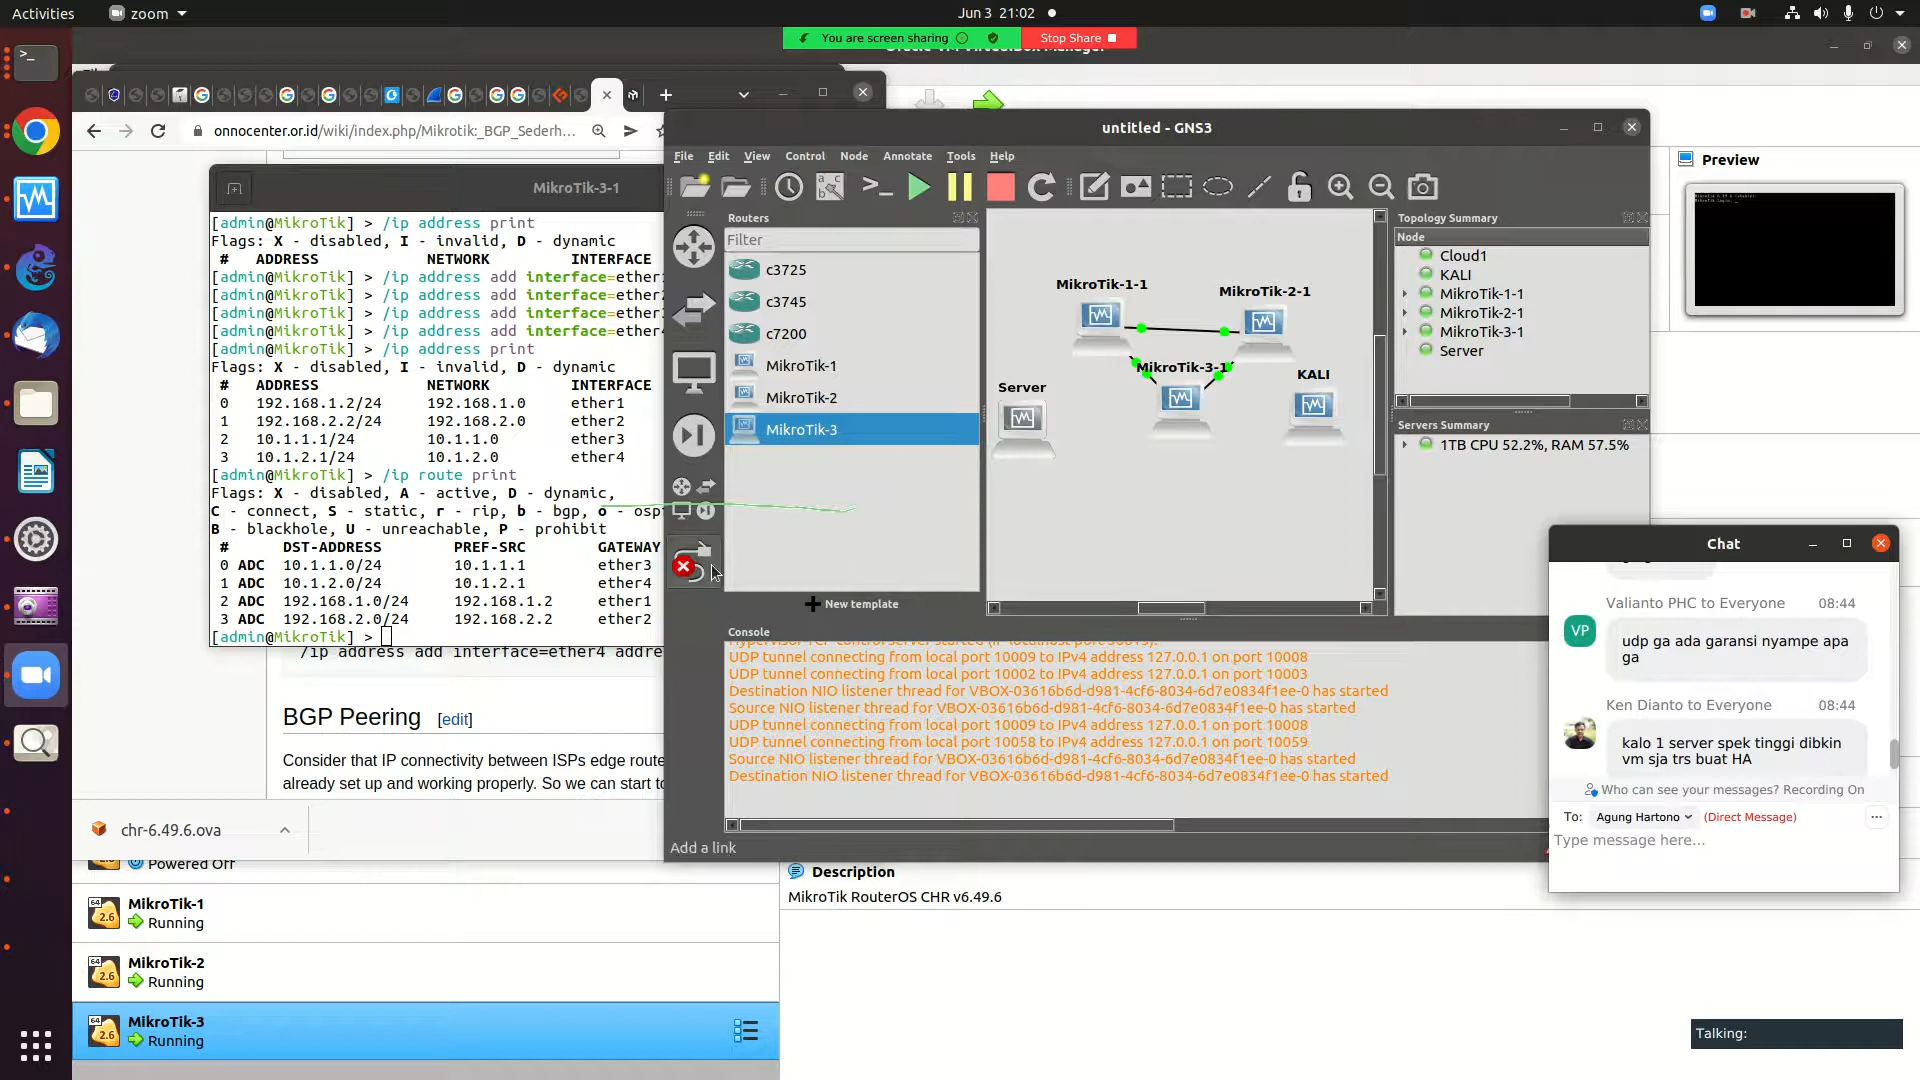 Activities
zoom
Jun 3 21:02
You are screen sharing
Stop Share
onnocenter.or.id/wiki/index.php/Mikrotik:_BGP_Sederh...
MikroTik-3-1
[admin@MikroTik] > /ip address print
Flags: X - disabled, I - invalid, D - dynamic
# ADDRESS NETWORK INTERFACE
[admin@MikroTik] > /ip address add interface=ether
[admin@MikroTik] > /ip address add interface=ether
[admin@MikroTik] > /ip address add interface=ether
[admin@MikroTik] > /ip address add interface=ether
[admin@MikroTik] > /ip address print
Flags: X - disabled, I - invalid, D - dynamic
# ADDRESS NETWORK INTERFACE
0 192.168.1.2/24 192.168.1.0 ether1
1 192.168.2.2/24 192.168.2.0 ether2
2 10.1.1.1/24 10.1.1.0 ether3
3 10.1.2.1/24 10.1.2.0 ether4
[admin@MikroTik] > /ip route print
Flags: X - disabled, A - active, D - dynamic,
C - connect, S - static, r - rip, b - bgp, o - osp
B - blackhole, U - unreachable, P - prohibit
# DST-ADDRESS PREF-SRC GATEWAY
0 ADC 10.1.1.0/24 10.1.1.1 ether3
1 ADC 10.1.2.0/24 10.1.2.1 ether4
2 ADC 192.168.1.0/24 192.168.1.2 ether1
3 ADC 192.168.2.0/24 192.168.2.2 ether2
[admin@MikroTik] >
/ip address add interface=ether4 addre
BGP Peering [edit]
Consider that IP connectivity between ISPs edge route
already set up and working properly. So we can start to
chr-6.49.6.ova
Powered Off
64
2.6
MikroTik-1
Running
64
2.6
MikroTik-2
Running
64
2.6
MikroTik-3
Running
untitled - GNS3
File Edit View Control Node Annotate Tools Help
Routers
Filter
c3725
c3745
c7200
MikroTik-1
MikroTik-2
MikroTik-3
New template
MikroTik-1-1
MikroTik-2-1
MikroTik-3-1
Server
KALI
Topology Summary
Node
Cloud1
KALI
MikroTik-1-1
MikroTik-2-1
MikroTik-3-1
Server
Servers Summary
1TB CPU 52.2%, RAM 57.5%
Console
UDP tunnel connecting from local port 10009 to IPv4 address 127.0.0.1 on port 10008
UDP tunnel connecting from local port 10002 to IPv4 address 127.0.0.1 on port 10003
Destination NIO listener thread for VBOX-03616b6d-d981-4cf6-8034-6d7e0834f1ee-0 has started
Source NIO listener thread for VBOX-03616b6d-d981-4cf6-8034-6d7e0834f1ee-0 has started
UDP tunnel connecting from local port 10009 to IPv4 address 127.0.0.1 on port 10008
UDP tunnel connecting from local port 10058 to IPv4 address 127.0.0.1 on port 10059
Source NIO listener thread for VBOX-03616b6d-d981-4cf6-8034-6d7e0834f1ee-0 has started
Destination NIO listener thread for VBOX-03616b6d-d981-4cf6-8034-6d7e0834f1ee-0 has started
Add a link
Description
MikroTik RouterOS CHR v6.49.6
Preview
Chat
Valianto PHC to Everyone 08:44
VP
udp ga ada garansi nyampe apa
ga
Ken Dianto to Everyone 08:44
kalo 1 server spek tinggi dibkin
vm sja trs buat HA
Who can see your messages? Recording On
To: Agung Hartono (Direct Message)
Type message here...
Talking: